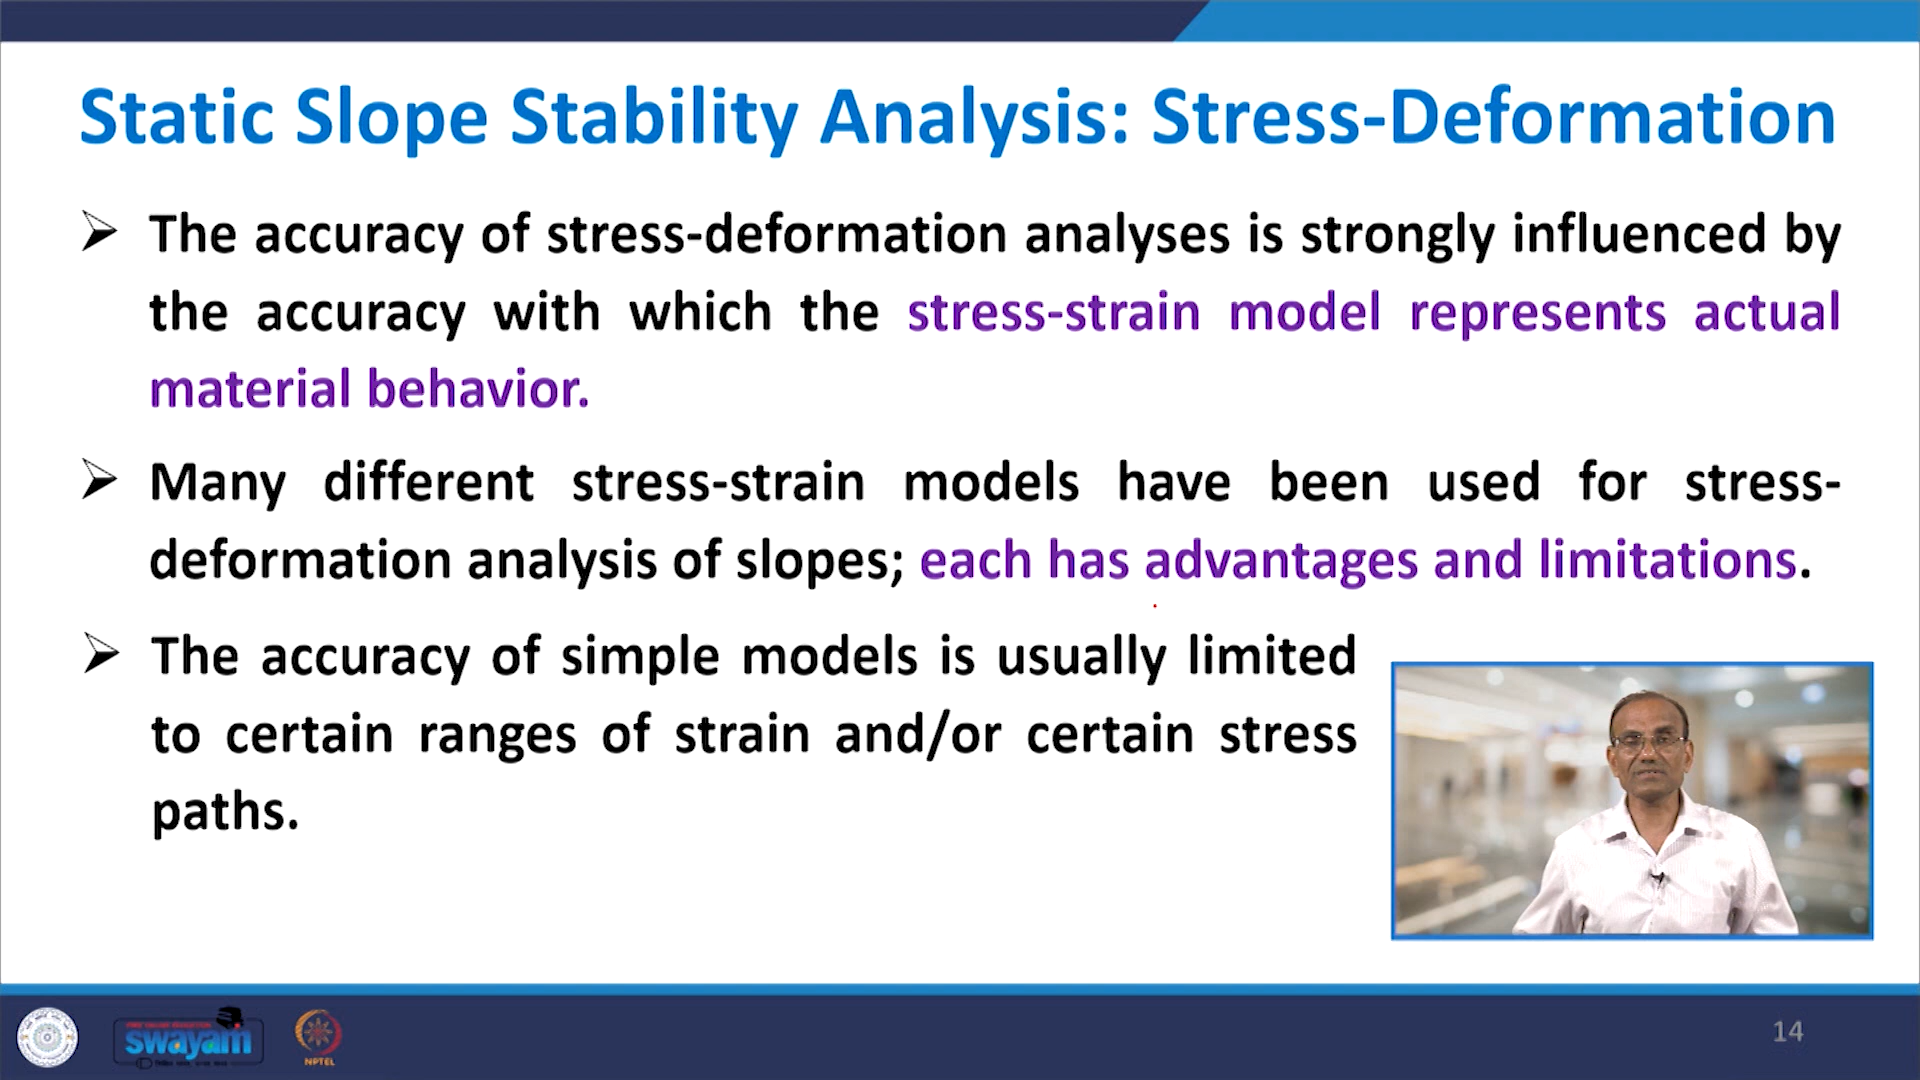 Static Slope Stability Analysis: Stress-Deformation
The accuracy of stress-deformation analyses is strongly influenced by
the accuracy with which the stress-strain model represents actual
material behavior.
Many different stress-strain models have been used for stress-
deformation analysis of slopes; each has advantages and limitations.
The accuracy of simple models is usually limited
to certain ranges of strain and/or certain stress
paths.
swayam
NPTEL
14